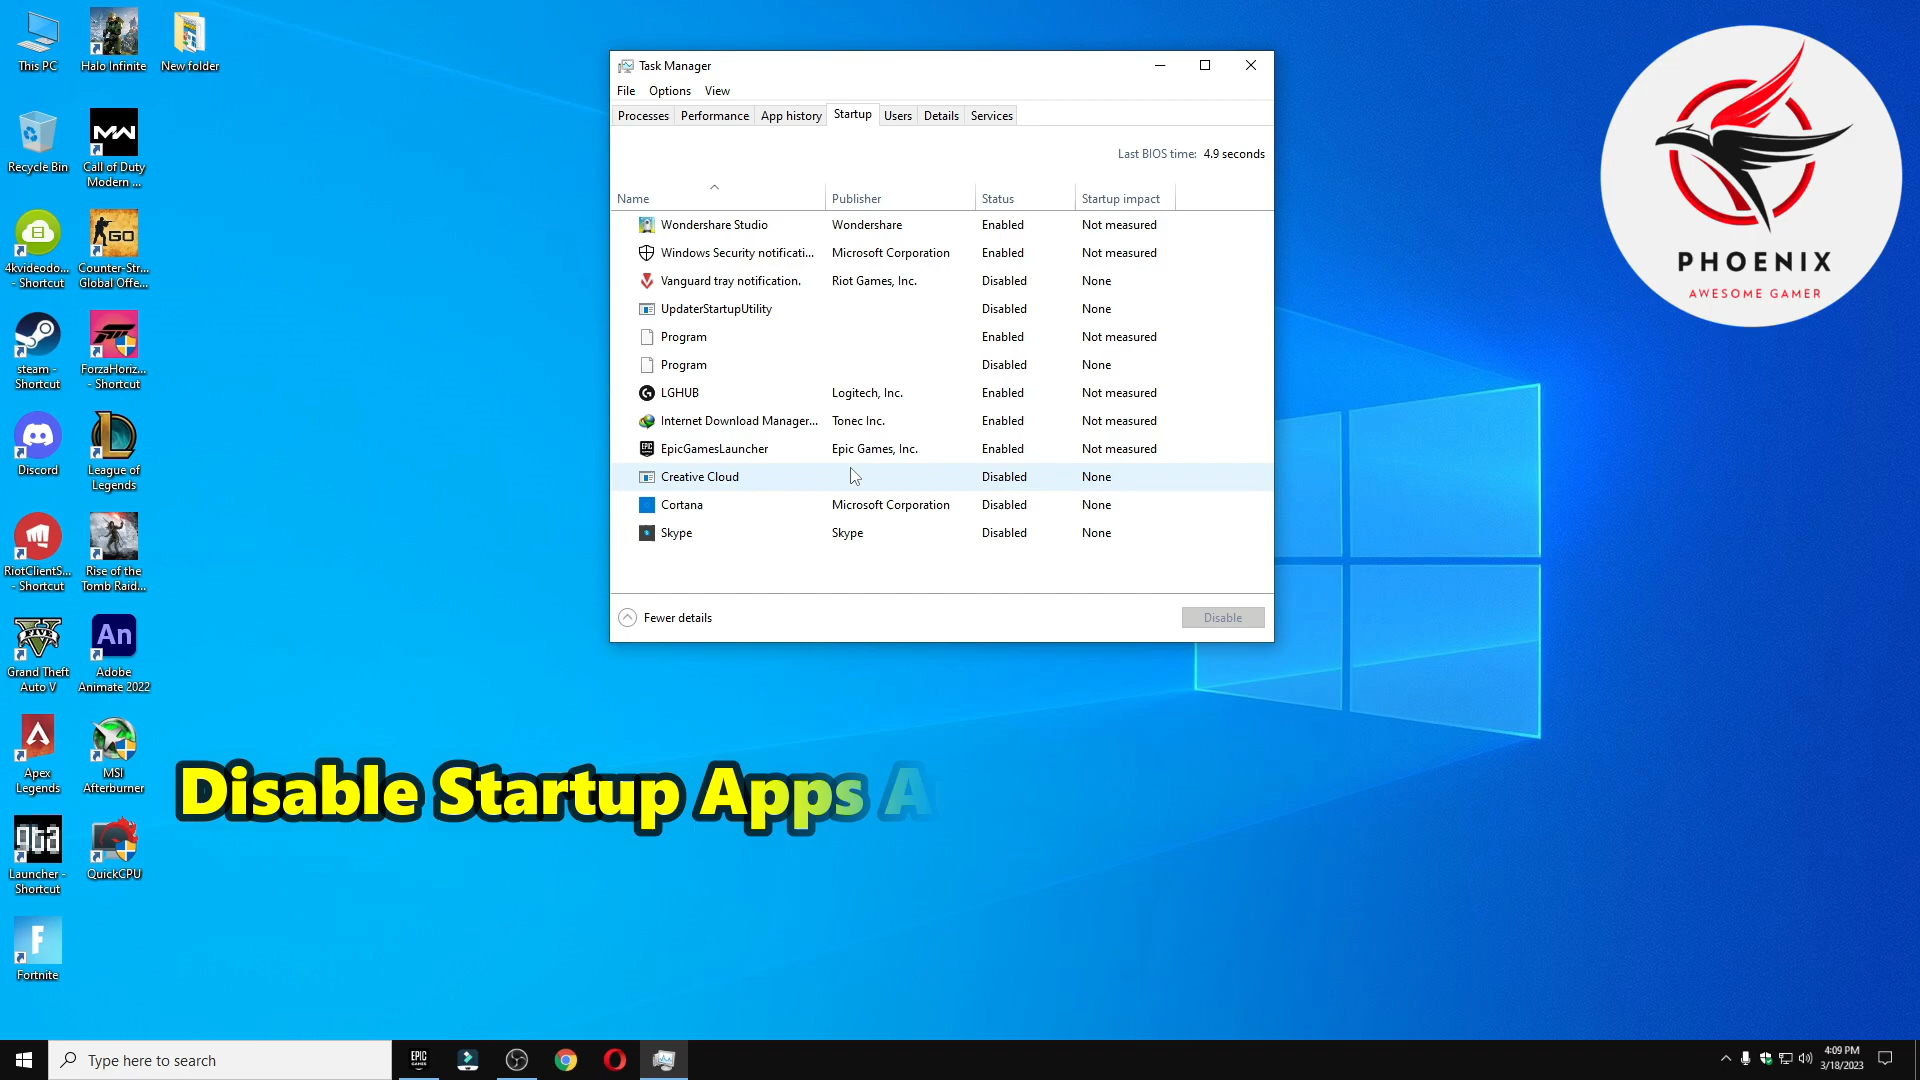 This PC
Halo Infinite
New folder
Recycle Bin
Call of Duty
Modern ...
4kvideodo...
- Shortcut
Counter-Str...
Global Offe...
GO
steam -
Shortcut
ForzaHoriz...
- Shortcut
Discord
League of
Legends
RiotClientS...
- Shortcut
Rise of the
Tomb Raid...
Grand Theft
Auto V
An
Adobe
Animate 2022
Apex
Legends
MSI
Afterburner
gta
Launcher -
Shortcut
QuickCPU
F
Fortnite
Task Manager
File Options View
Processes Performance App history Startup Users Details Services
Last BIOS time: 4.9 seconds
Name Publisher Status Startup impact
Wondershare Studio Wondershare Enabled Not measured
Windows Security notificati... Microsoft Corporation Enabled Not measured
Vanguard tray notification. Riot Games, Inc. Disabled None
UpdaterStartupUtility Disabled None
Program Enabled Not measured
Program Disabled None
LGHUB Logitech, Inc. Enabled Not measured
Internet Download Manager... Tonec Inc. Enabled Not measured
EpicGamesLauncher Epic Games, Inc. Enabled Not measured
Creative Cloud Disabled None
Cortana Microsoft Corporation Disabled None
Skype Skype Disabled None
Fewer details Disable
PHOENIX
AWESOME GAMER
Disable Startup Apps A
Type here to search
EPIC
4:09 PM
3/18/2023